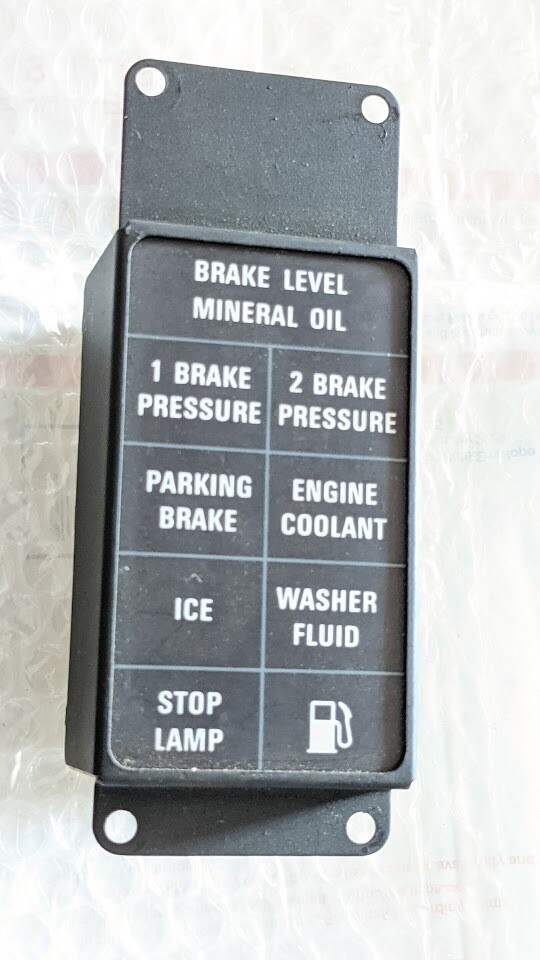 BRAKE LEVEL
MINERAL OIL
1 BRAKE
PRESSURE
2 BRAKE
PRESSURE
PARKING
BRAKE
ENGINE
COOLANT
ICE
WASHER
FLUID
STOP
LAMP